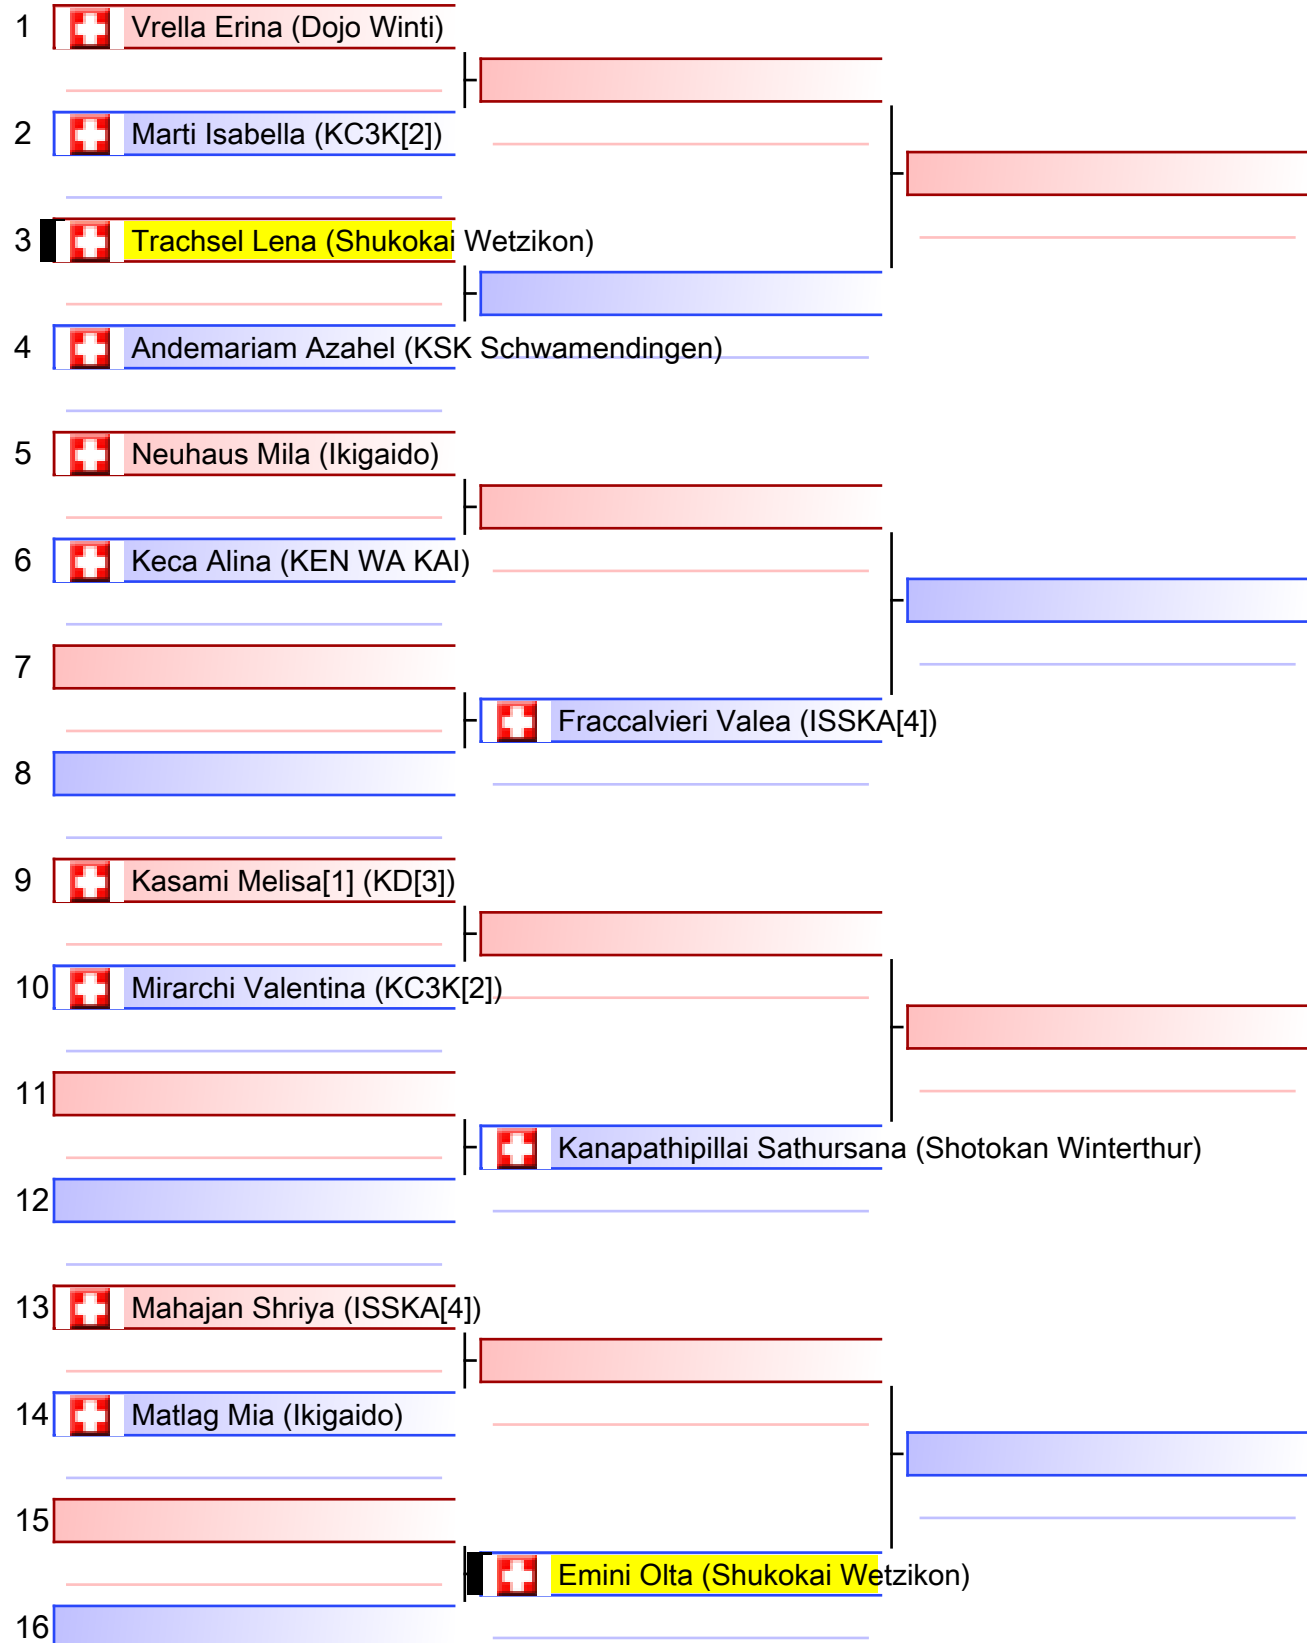 1 Vrella Erina (Dojo Winti)
2 Marti Isabella (KC3K[2])
3 Trachsel Lena (Shukokai Wetzikon)
4 Andemariam Azahel (KSK Schwamendingen)
5 Neuhaus Mila (Ikigaido)
6 Keca Alina (KEN WA KAI)
7
Fraccalvieri Valea (ISSKA[4])
8
9 Kasami Melisa[1] (KD[3])
10 Mirarchi Valentina (KC3K[2])
11
Kanapathipillai Sathursana (Shotokan Winterthur)
12
13 Mahajan Shriya (ISSKA[4])
14 Matlag Mia (Ikigaido)
15
Emini Olta (Shukokai Wetzikon)
16